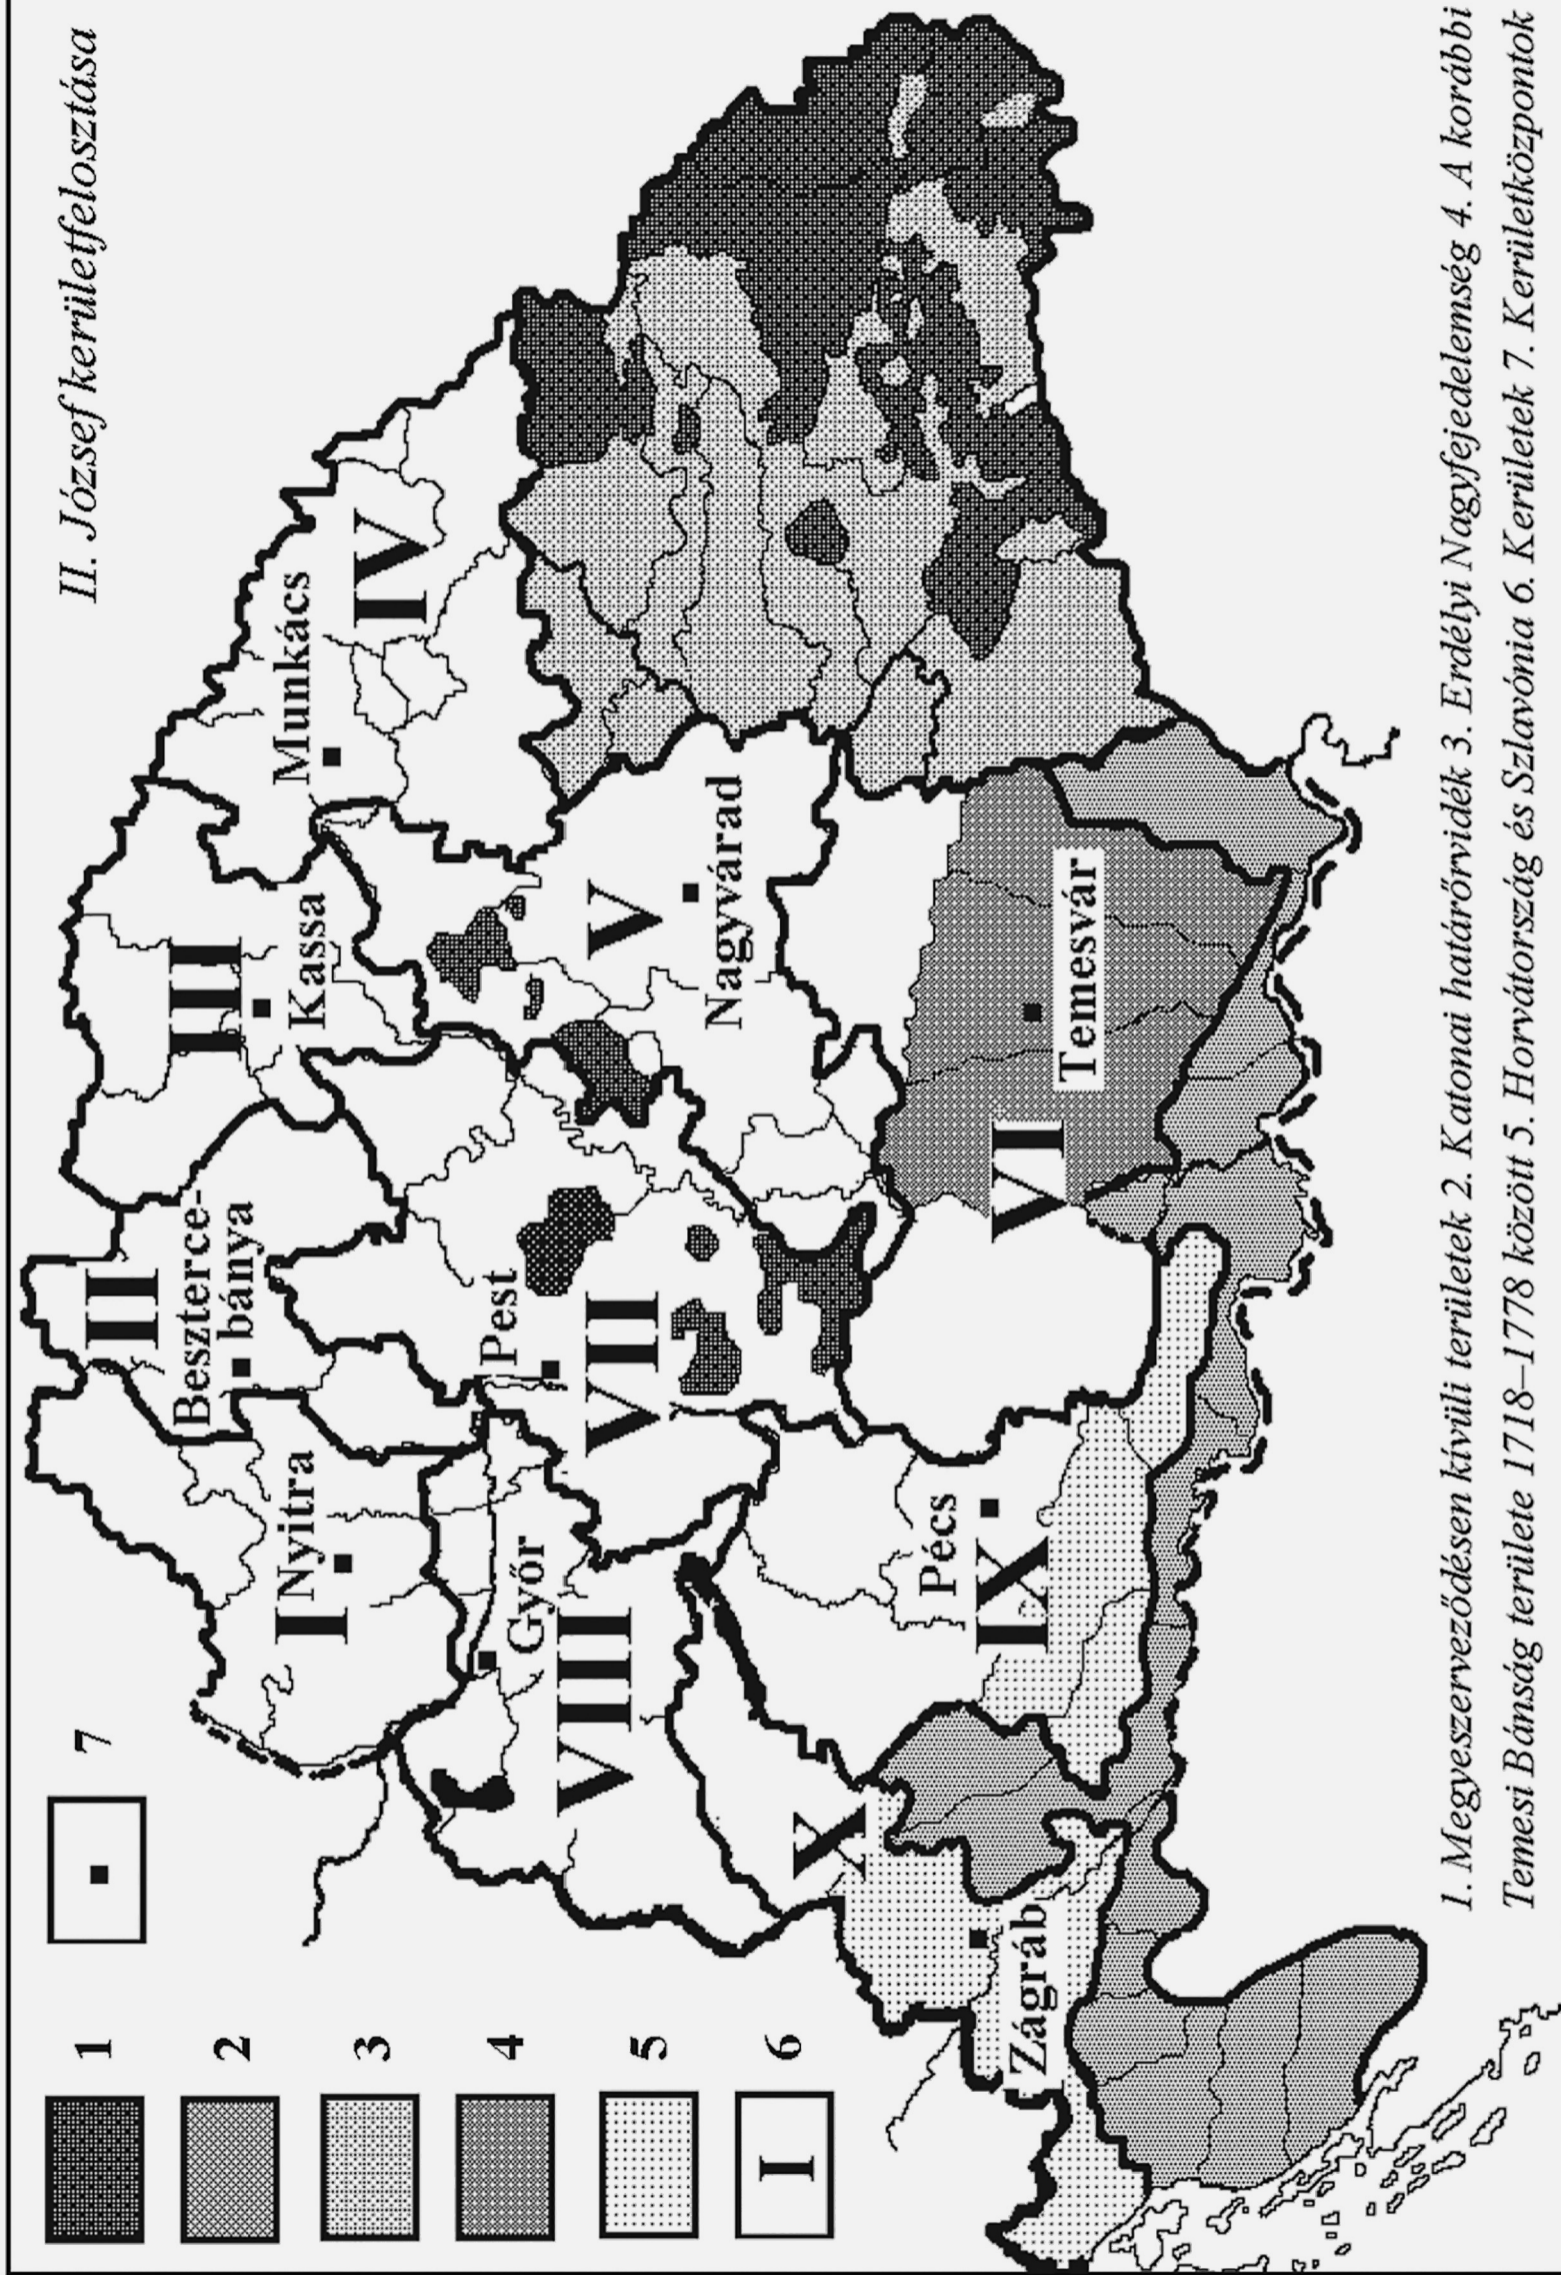 II. József kerületfelosztása
1
2
3
4
5
6
I
7
I
Nyitra
II
Beszterce-
bánya
III
Kassa
Munkács
IV
V
Nagyvárad
Temesvár
VI
Pest
VII
Győr
VIII
Pécs
IX
X
Zágráb
1. Megyeszerveződésen kívüli területek 2. Katonai határőrvidék 3. Erdélyi Nagyfejedelemség 4. A korábbi
Temesi Bánság területe 1718–1778 között 5. Horvátország és Szlavónia 6. Kerületek 7. Kerületközpontok